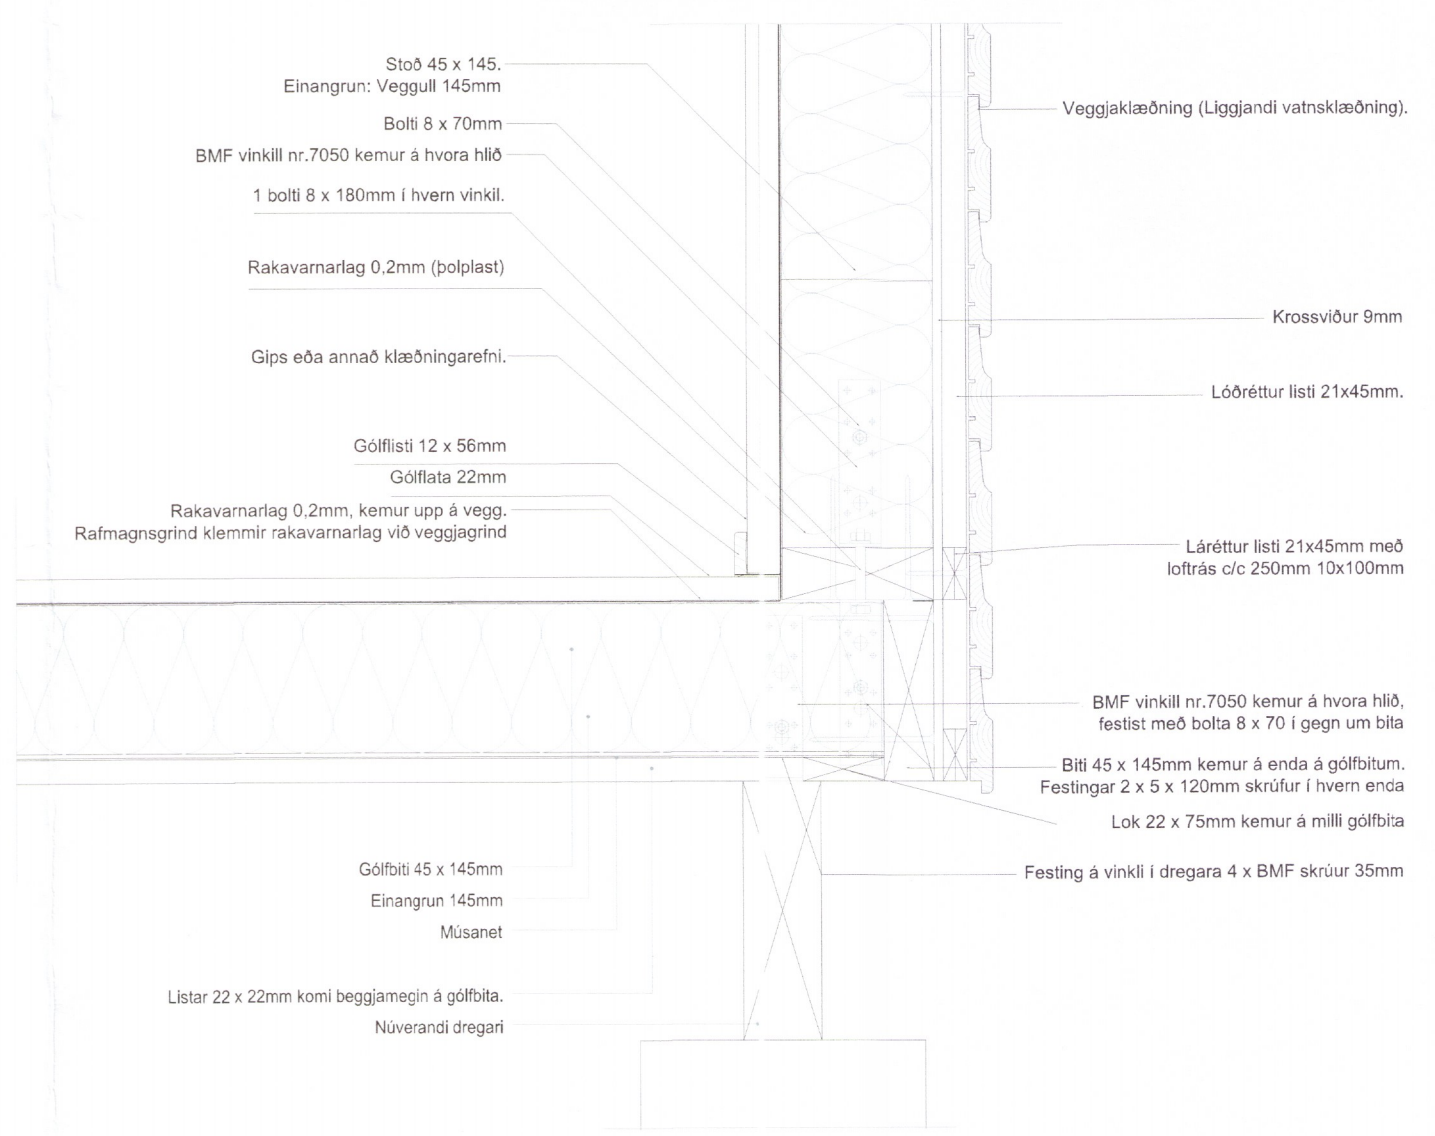 Stoð 45 x 145.
Einangrun: Veggull 145mm
Bolti 8 x 70mm
BMF vinkill nr.7050 kemur á hvora hlið
1 bolti 8 x 180mm í hvern vinkil.
Rakavarnarlag 0,2mm (þolplast)
Gips eða annað klæðningarefni.
Gólflisti 12 x 56mm
Gólflata 22mm
Rakavarnarlag 0,2mm, kemur upp á vegg.
Rafmagnsgrind klemmir rakavarnarlag við veggjagrind
Gólfbiti 45 x 145mm
Einangrun 145mm
Músanet
Listar 22 x 22mm komi beggjamegin á gólfbita.
Núverandi dregari
Veggjaklæðning (Liggjandi vatnsklæðning).
Krossviður 9mm
Lóðréttur listi 21x45mm.
Láréttur listi 21x45mm með
loftrás c/c 250mm 10x100mm
BMF vinkill nr.7050 kemur á hvora hlið,
festist með bolta 8 x 70 í gegn um bita
Biti 45 x 145mm kemur á enda á gólfbitum.
Festingar 2 x 5 x 120mm skrúfur í hvern enda
Lok 22 x 75mm kemur á milli gólfbita
Festing á vinkli í dregara 4 x BMF skrúur 35mm